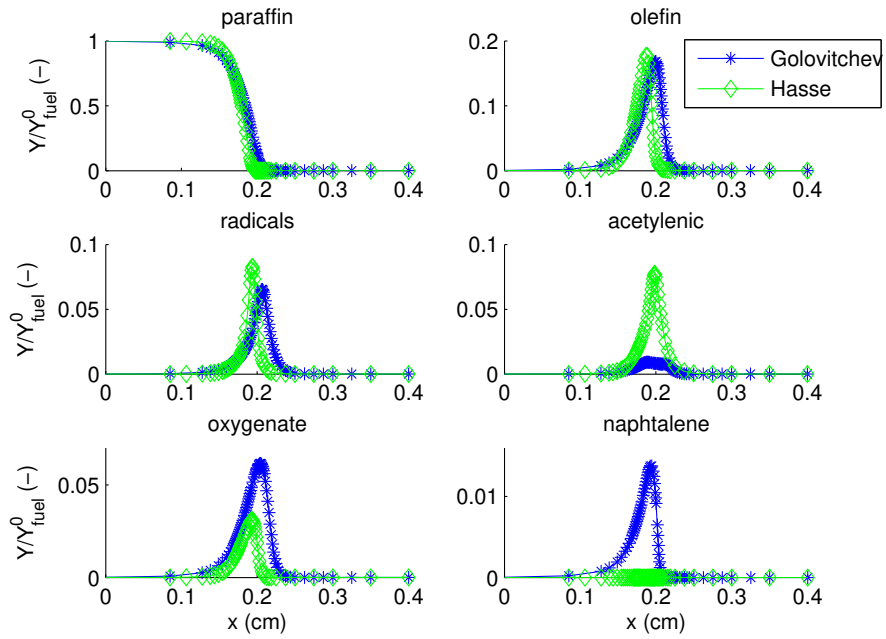 paraffin
olefin
1
0.5
0
0 0.1 0.2 0.3 0.4
Y/Y⁰_fuel (−)
0.2
0.1
0
0 0.1 0.2 0.3 0.4
Golovitchev
Hasse
radicals
acetylenic
0.1
0.05
0
0 0.1 0.2 0.3 0.4
Y/Y⁰_fuel (−)
0.1
0.05
0
0 0.1 0.2 0.3 0.4
oxygenate
naphtalene
0.05
0
0 0.1 0.2 0.3 0.4
Y/Y⁰_fuel (−)
x (cm)
0.01
0
0 0.1 0.2 0.3 0.4
x (cm)